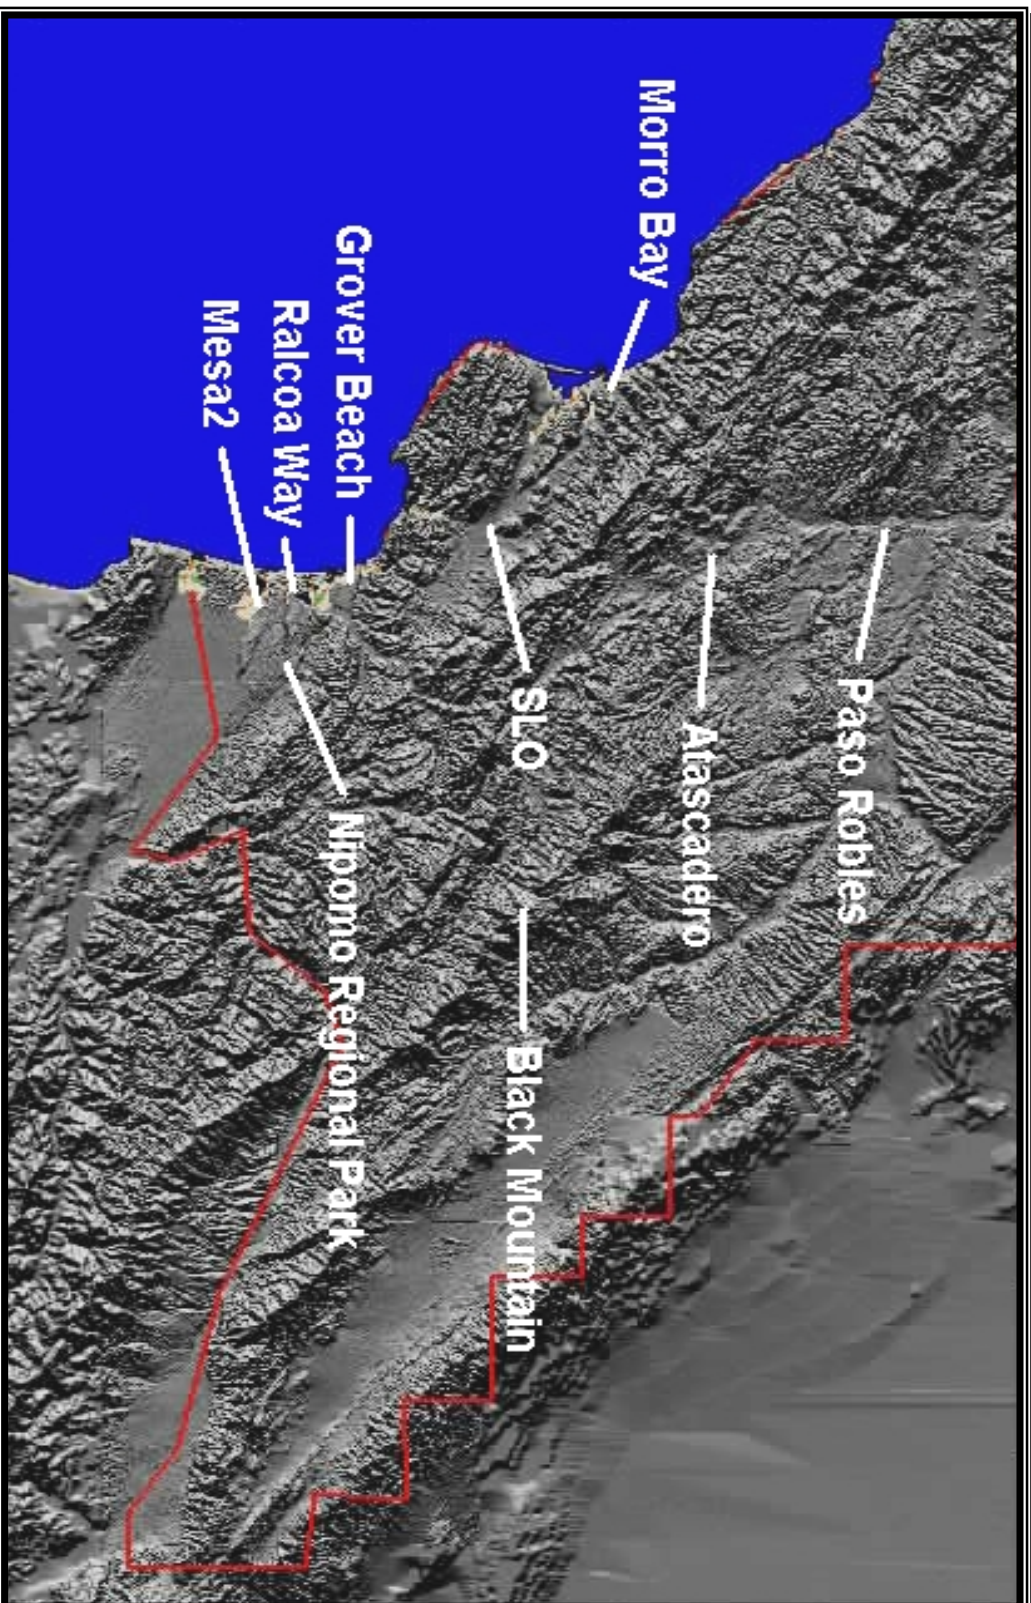 Paso Robles
Atascadero
Morro Bay
SLO
Black Mountain
Grover Beach
Nipomo Regional Park
Ralcoa Way
Mesa2